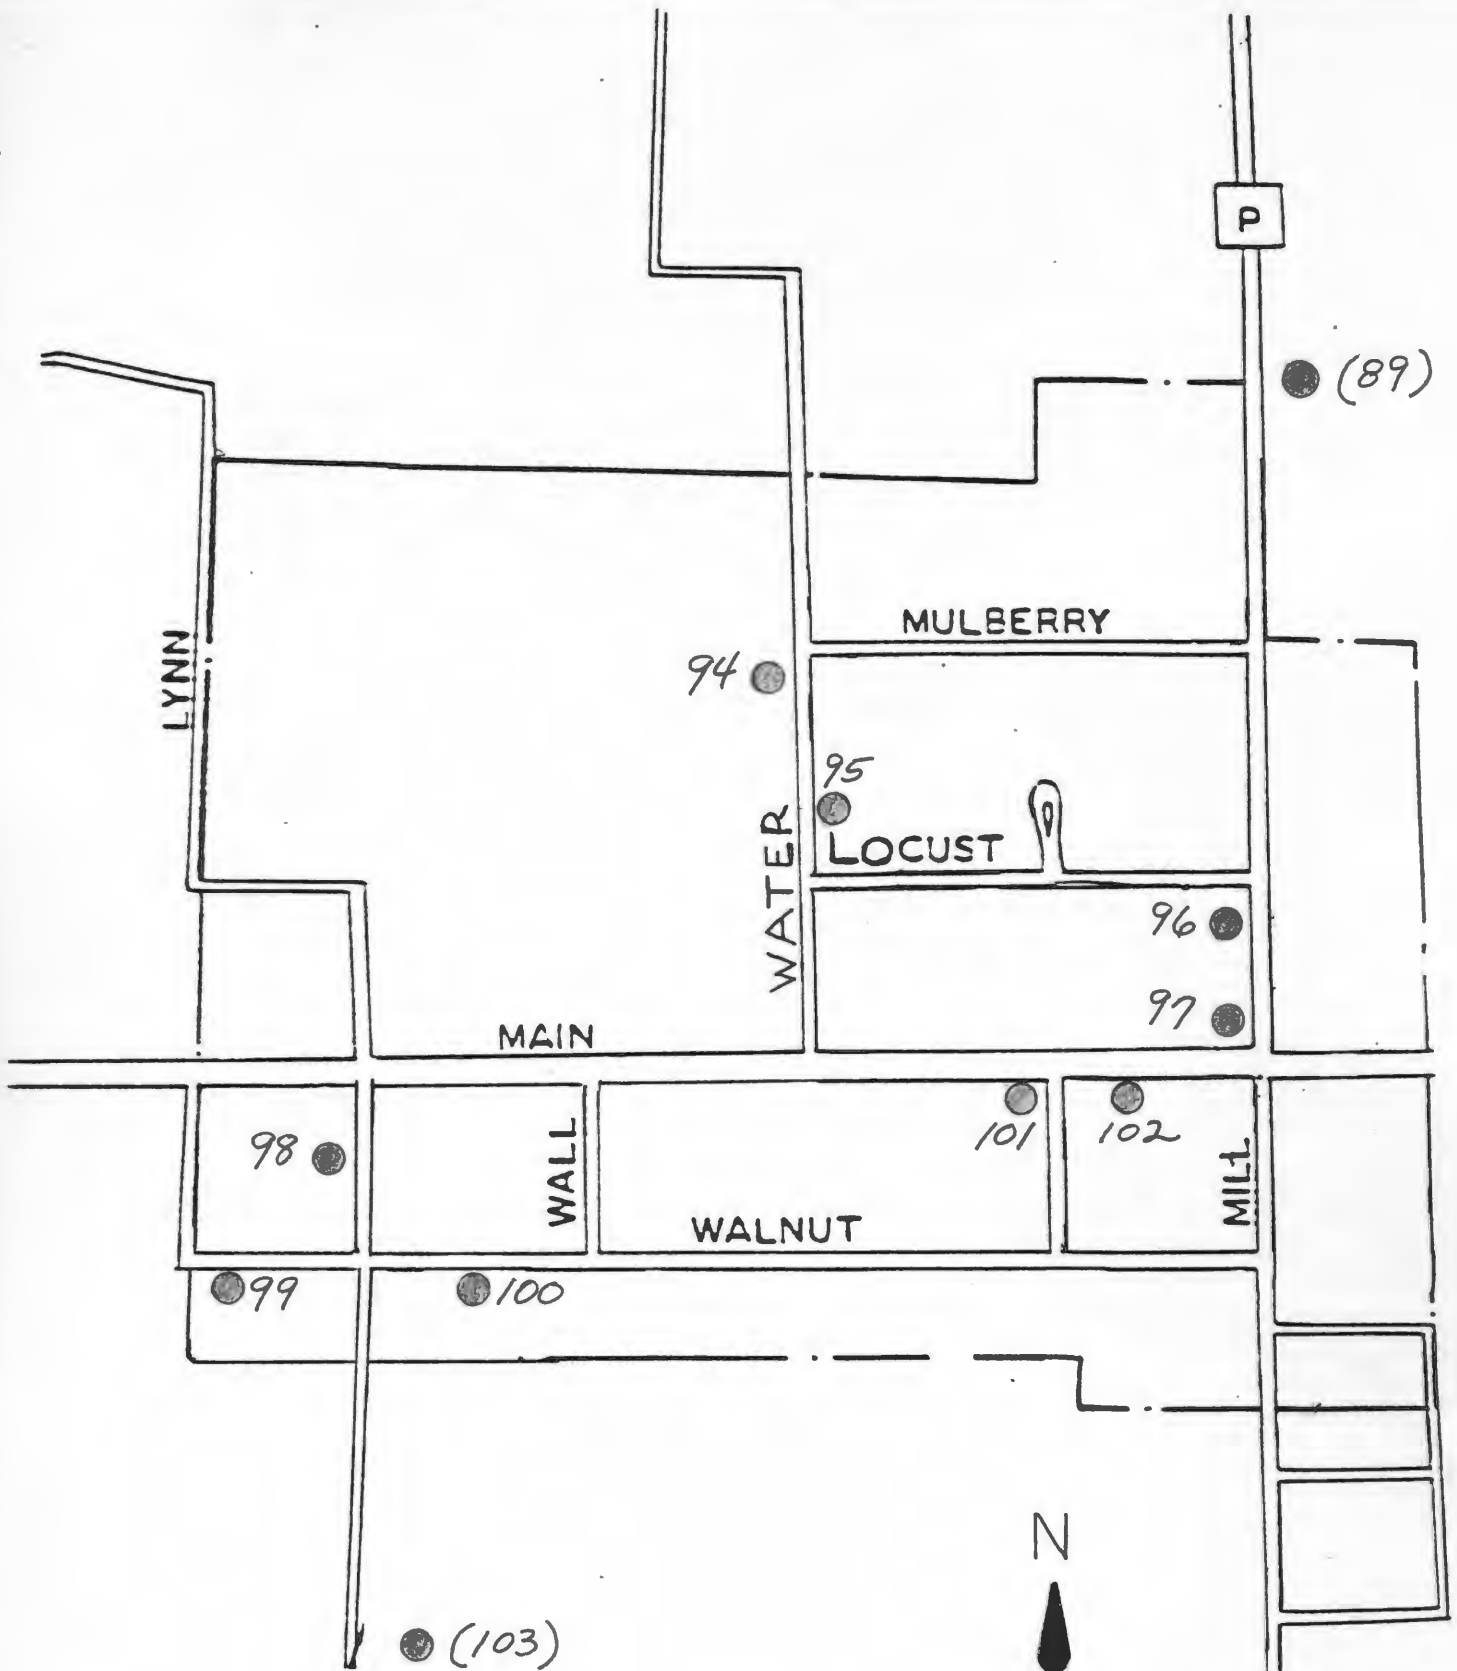 P
(89)
MULBERRY
LYNN
94
95
WATER
LOCUST
96
97
MAIN
101
102
98
WALL
MILL
WALNUT
99
100
N
(103)